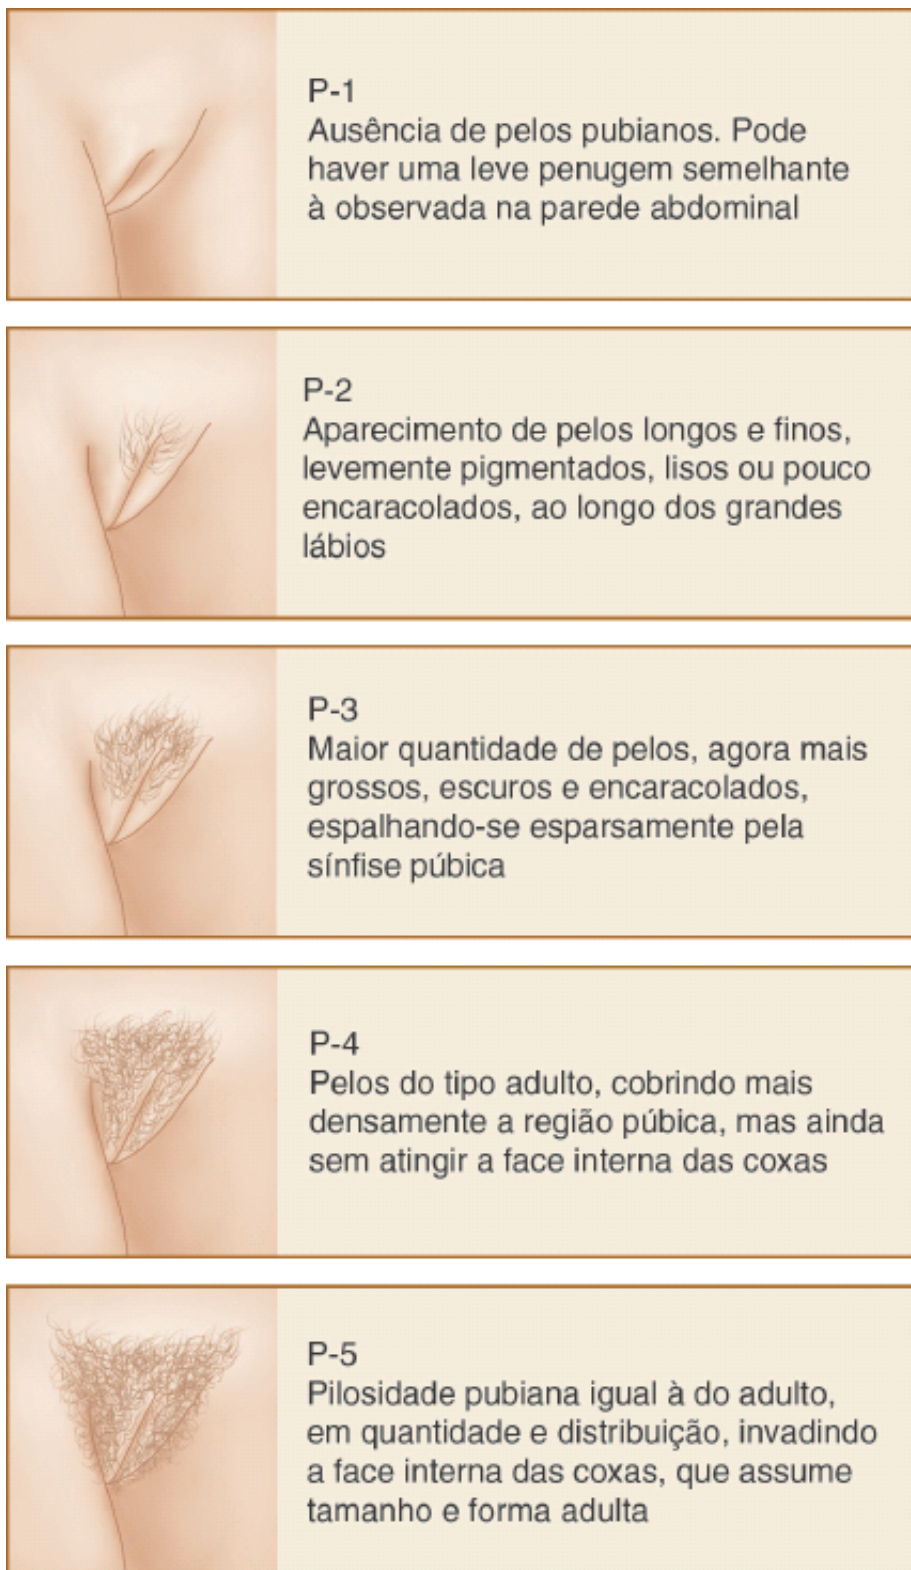 P-1
Ausência de pelos pubianos. Pode
haver uma leve penugem semelhante
à observada na parede abdominal
P-2
Aparecimento de pelos longos e finos,
levemente pigmentados, lisos ou pouco
encaracolados, ao longo dos grandes
lábios
P-3
Maior quantidade de pelos, agora mais
grossos, escuros e encaracolados,
espalhando-se esparsamente pela
sínfise púbica
P-4
Pelos do tipo adulto, cobrindo mais
densamente a região púbica, mas ainda
sem atingir a face interna das coxas
P-5
Pilosidade pubiana igual à do adulto,
em quantidade e distribuição, invadindo
a face interna das coxas, que assume
tamanho e forma adulta